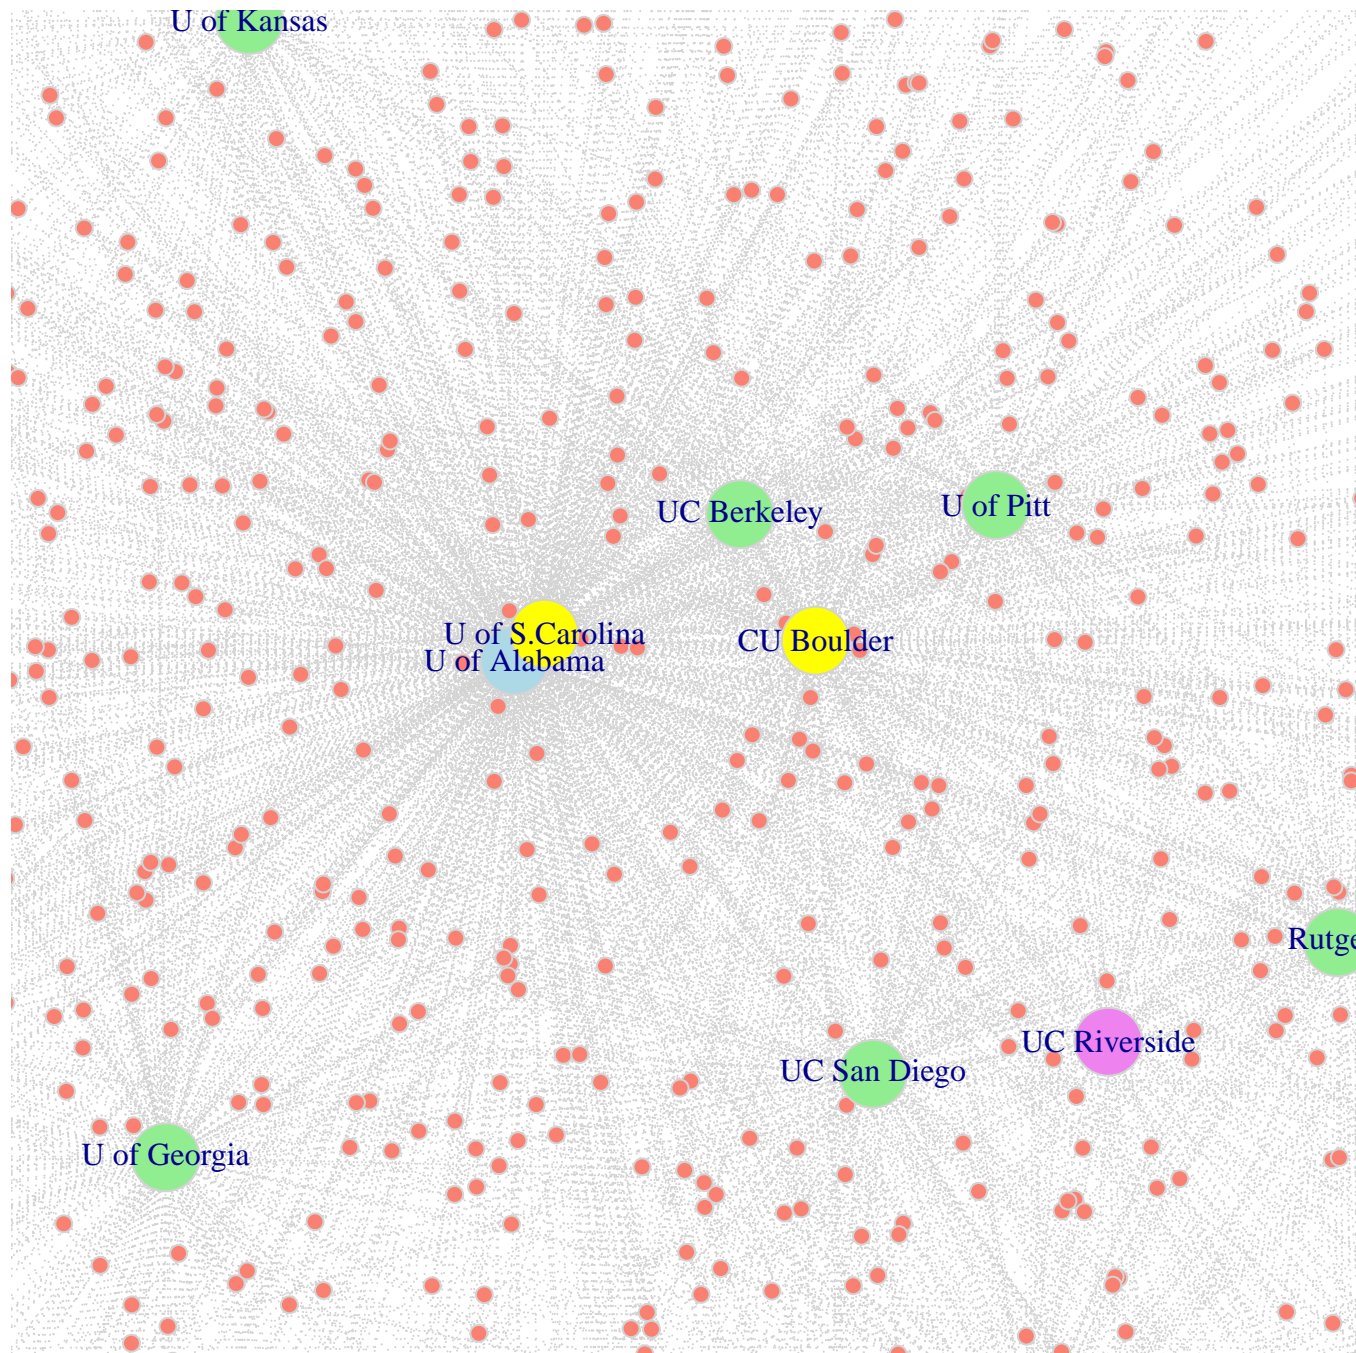 U of Kansas
UC Berkeley
U of Pitt
U of S.Carolina
CU Boulder
U of Alabama
Rutge
UC Riverside
UC San Diego
U of Georgia